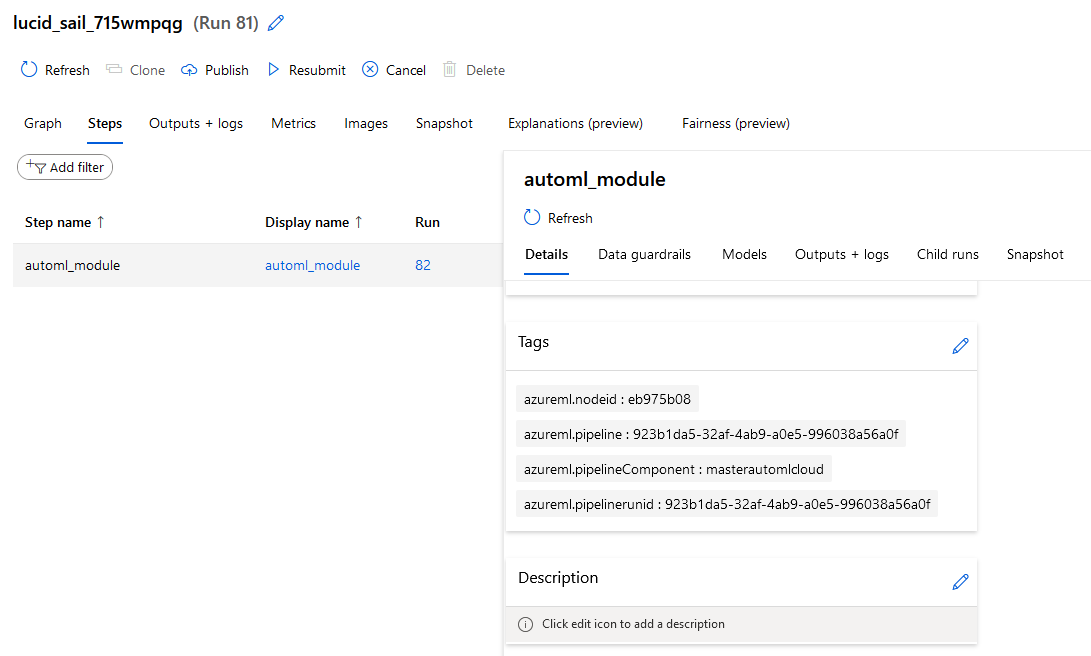 lucid_sail_715wmpqg (Run 81)
Refresh Clone Publish Resubmit Cancel Delete
Graph Steps Outputs + logs Metrics Images Snapshot Explanations (preview) Fairness (preview)
Add filter
Step name ↑ Display name ↑ Run
automl_module automl_module 82
automl_module
Refresh
Details Data guardrails Models Outputs + logs Child runs Snapshot
Tags
azureml.nodeid : eb975b08
azureml.pipeline : 923b1da5-32af-4ab9-a0e5-996038a56a0f
azureml.pipelineComponent : masterautomlcloud
azureml.pipelinerunid : 923b1da5-32af-4ab9-a0e5-996038a56a0f
Description
Click edit icon to add a description